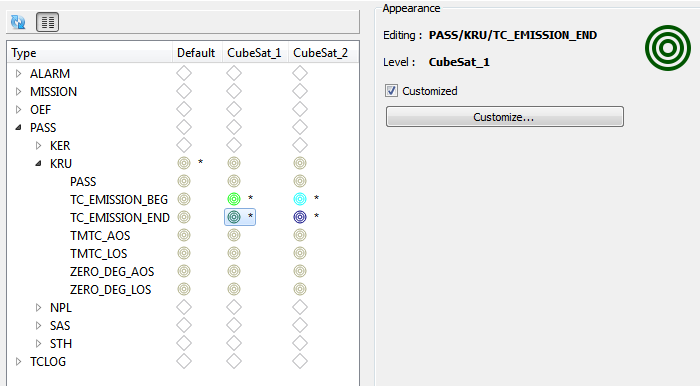 Type Default CubeSat_1 CubeSat_2
ALARM
MISSION
OEF
PASS
KER
KRU *
PASS
TC_EMISSION_BEG * *
TC_EMISSION_END * *
TMTC_AOS
TMTC_LOS
ZERO_DEG_AOS
ZERO_DEG_LOS
NPL
SAS
STH
TCLOG
Appearance
Editing : PASS/KRU/TC_EMISSION_END
Level : CubeSat_1
Customized
Customize...